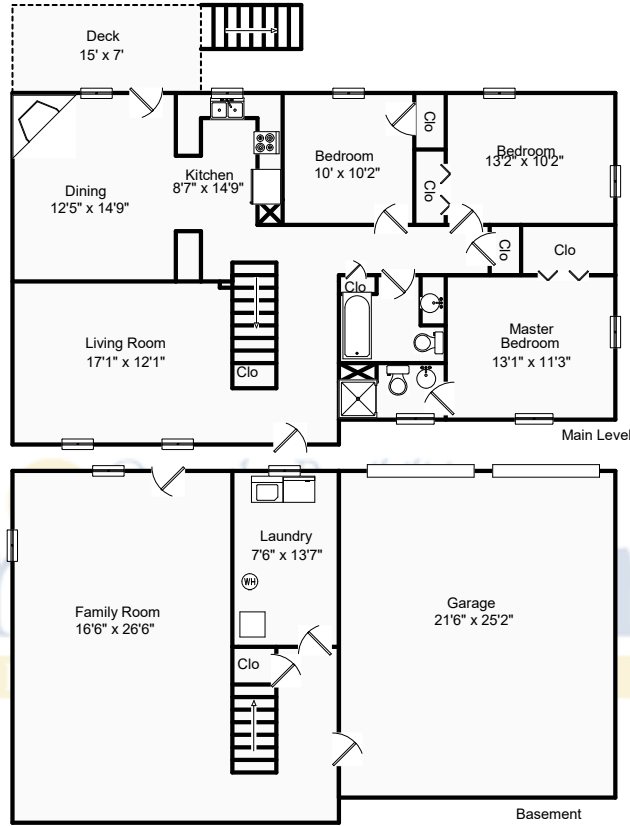 Deck
15' x 7'
Clo
Bedroom
10' x 10'2"
Bedroom
13'2" x 10'2"
Kitchen
8'7" x 14'9"
Dining
12'5" x 14'9"
Clo
Clo
Clo
Clo
Living Room
17'1" x 12'1"
Clo
Master
Bedroom
13'1" x 11'3"
Main Level
Laundry
7'6" x 13'7"
WH
Family Room
16'6" x 26'6"
Garage
21'6" x 25'2"
Clo
Basement